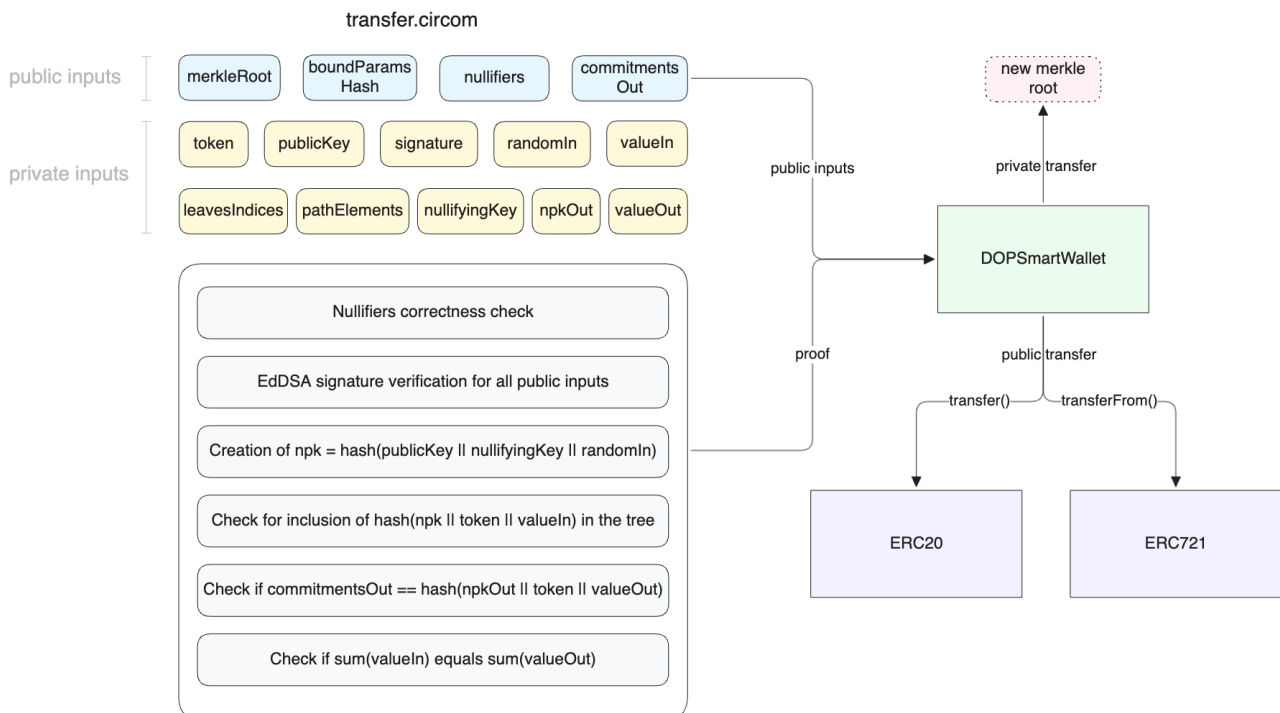 transfer.circom
public inputs
merkleRoot
boundParams
Hash
nullifiers
commitments
Out
private inputs
token
publicKey
signature
randomIn
valueIn
leavesIndices
pathElements
nullifyingKey
npkOut
valueOut
Nullifiers correctness check
EdDSA signature verification for all public inputs
Creation of npk = hash(publicKey || nullifyingKey || randomIn)
Check for inclusion of hash(npk || token || valueIn) in the tree
Check if commitmentsOut == hash(npkOut || token || valueOut)
Check if sum(valueIn) equals sum(valueOut)
public inputs
proof
new merkle
root
private transfer
DOPSmartWallet
public transfer
transfer()
transferFrom()
ERC20
ERC721